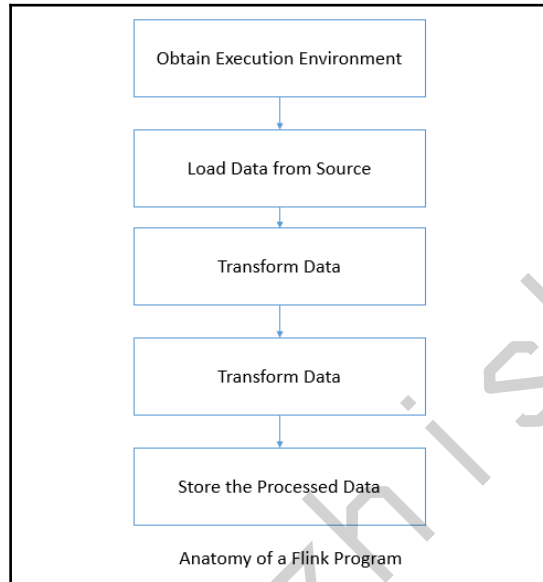 Obtain Execution Environment
Load Data from Source
Transform Data
Transform Data
Store the Processed Data
Anatomy of a Flink Program